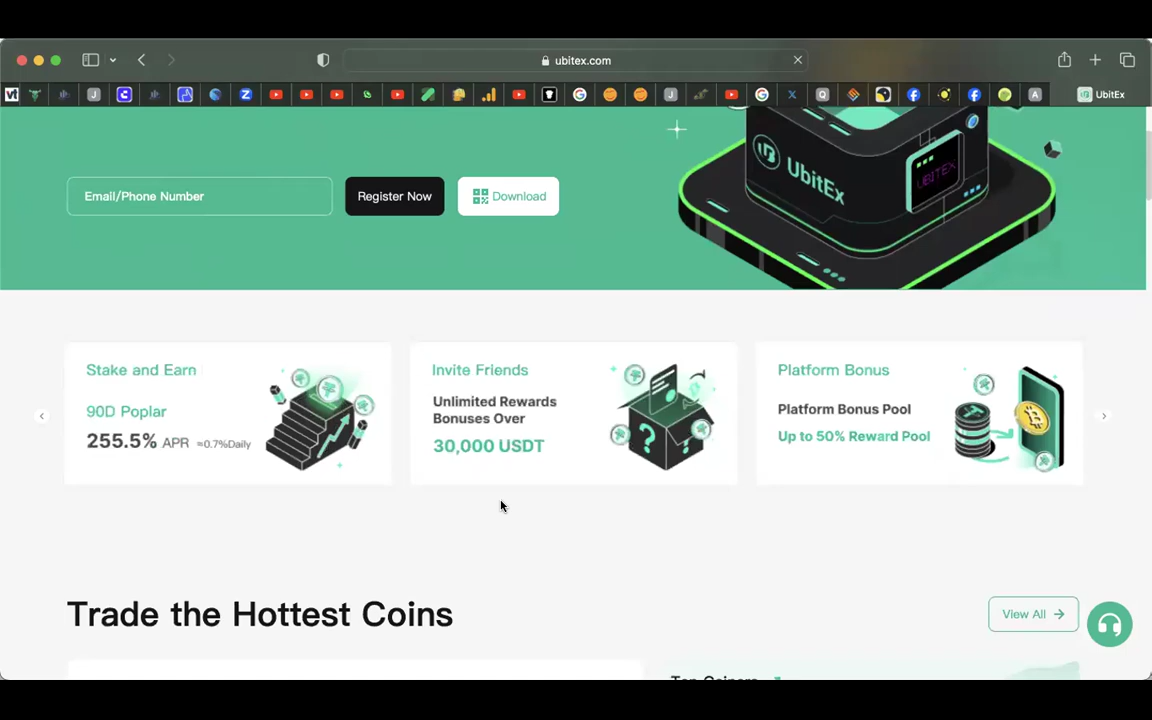 ubitex.com
UbitEx
UbitEx
UBITEX
Email/Phone Number
Register Now
Download
Stake and Earn
90D Poplar
255.5% APR ≈0.7%Daily
Invite Friends
Unlimited Rewards
Bonuses Over
30,000 USDT
Platform Bonus
Platform Bonus Pool
Up to 50% Reward Pool
Trade the Hottest Coins
View All